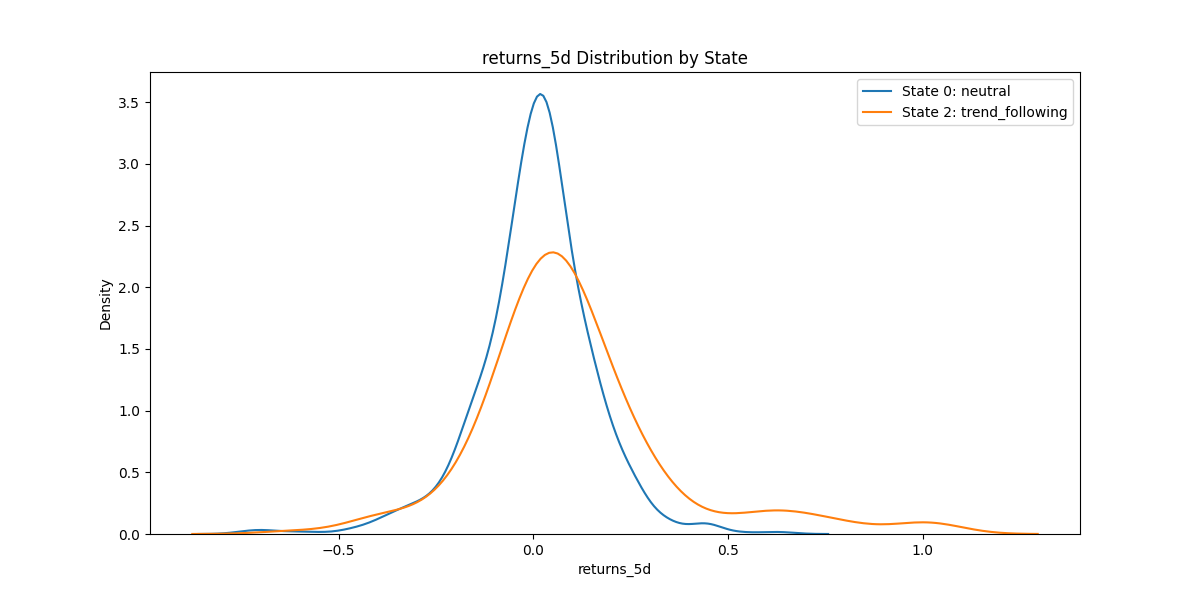 returns_5d Distribution by State
State 0: neutral
State 2: trend_following
3.5
3.0
2.5
2.0
1.5
1.0
0.5
0.0
Density
−0.5 0.0 0.5 1.0
returns_5d